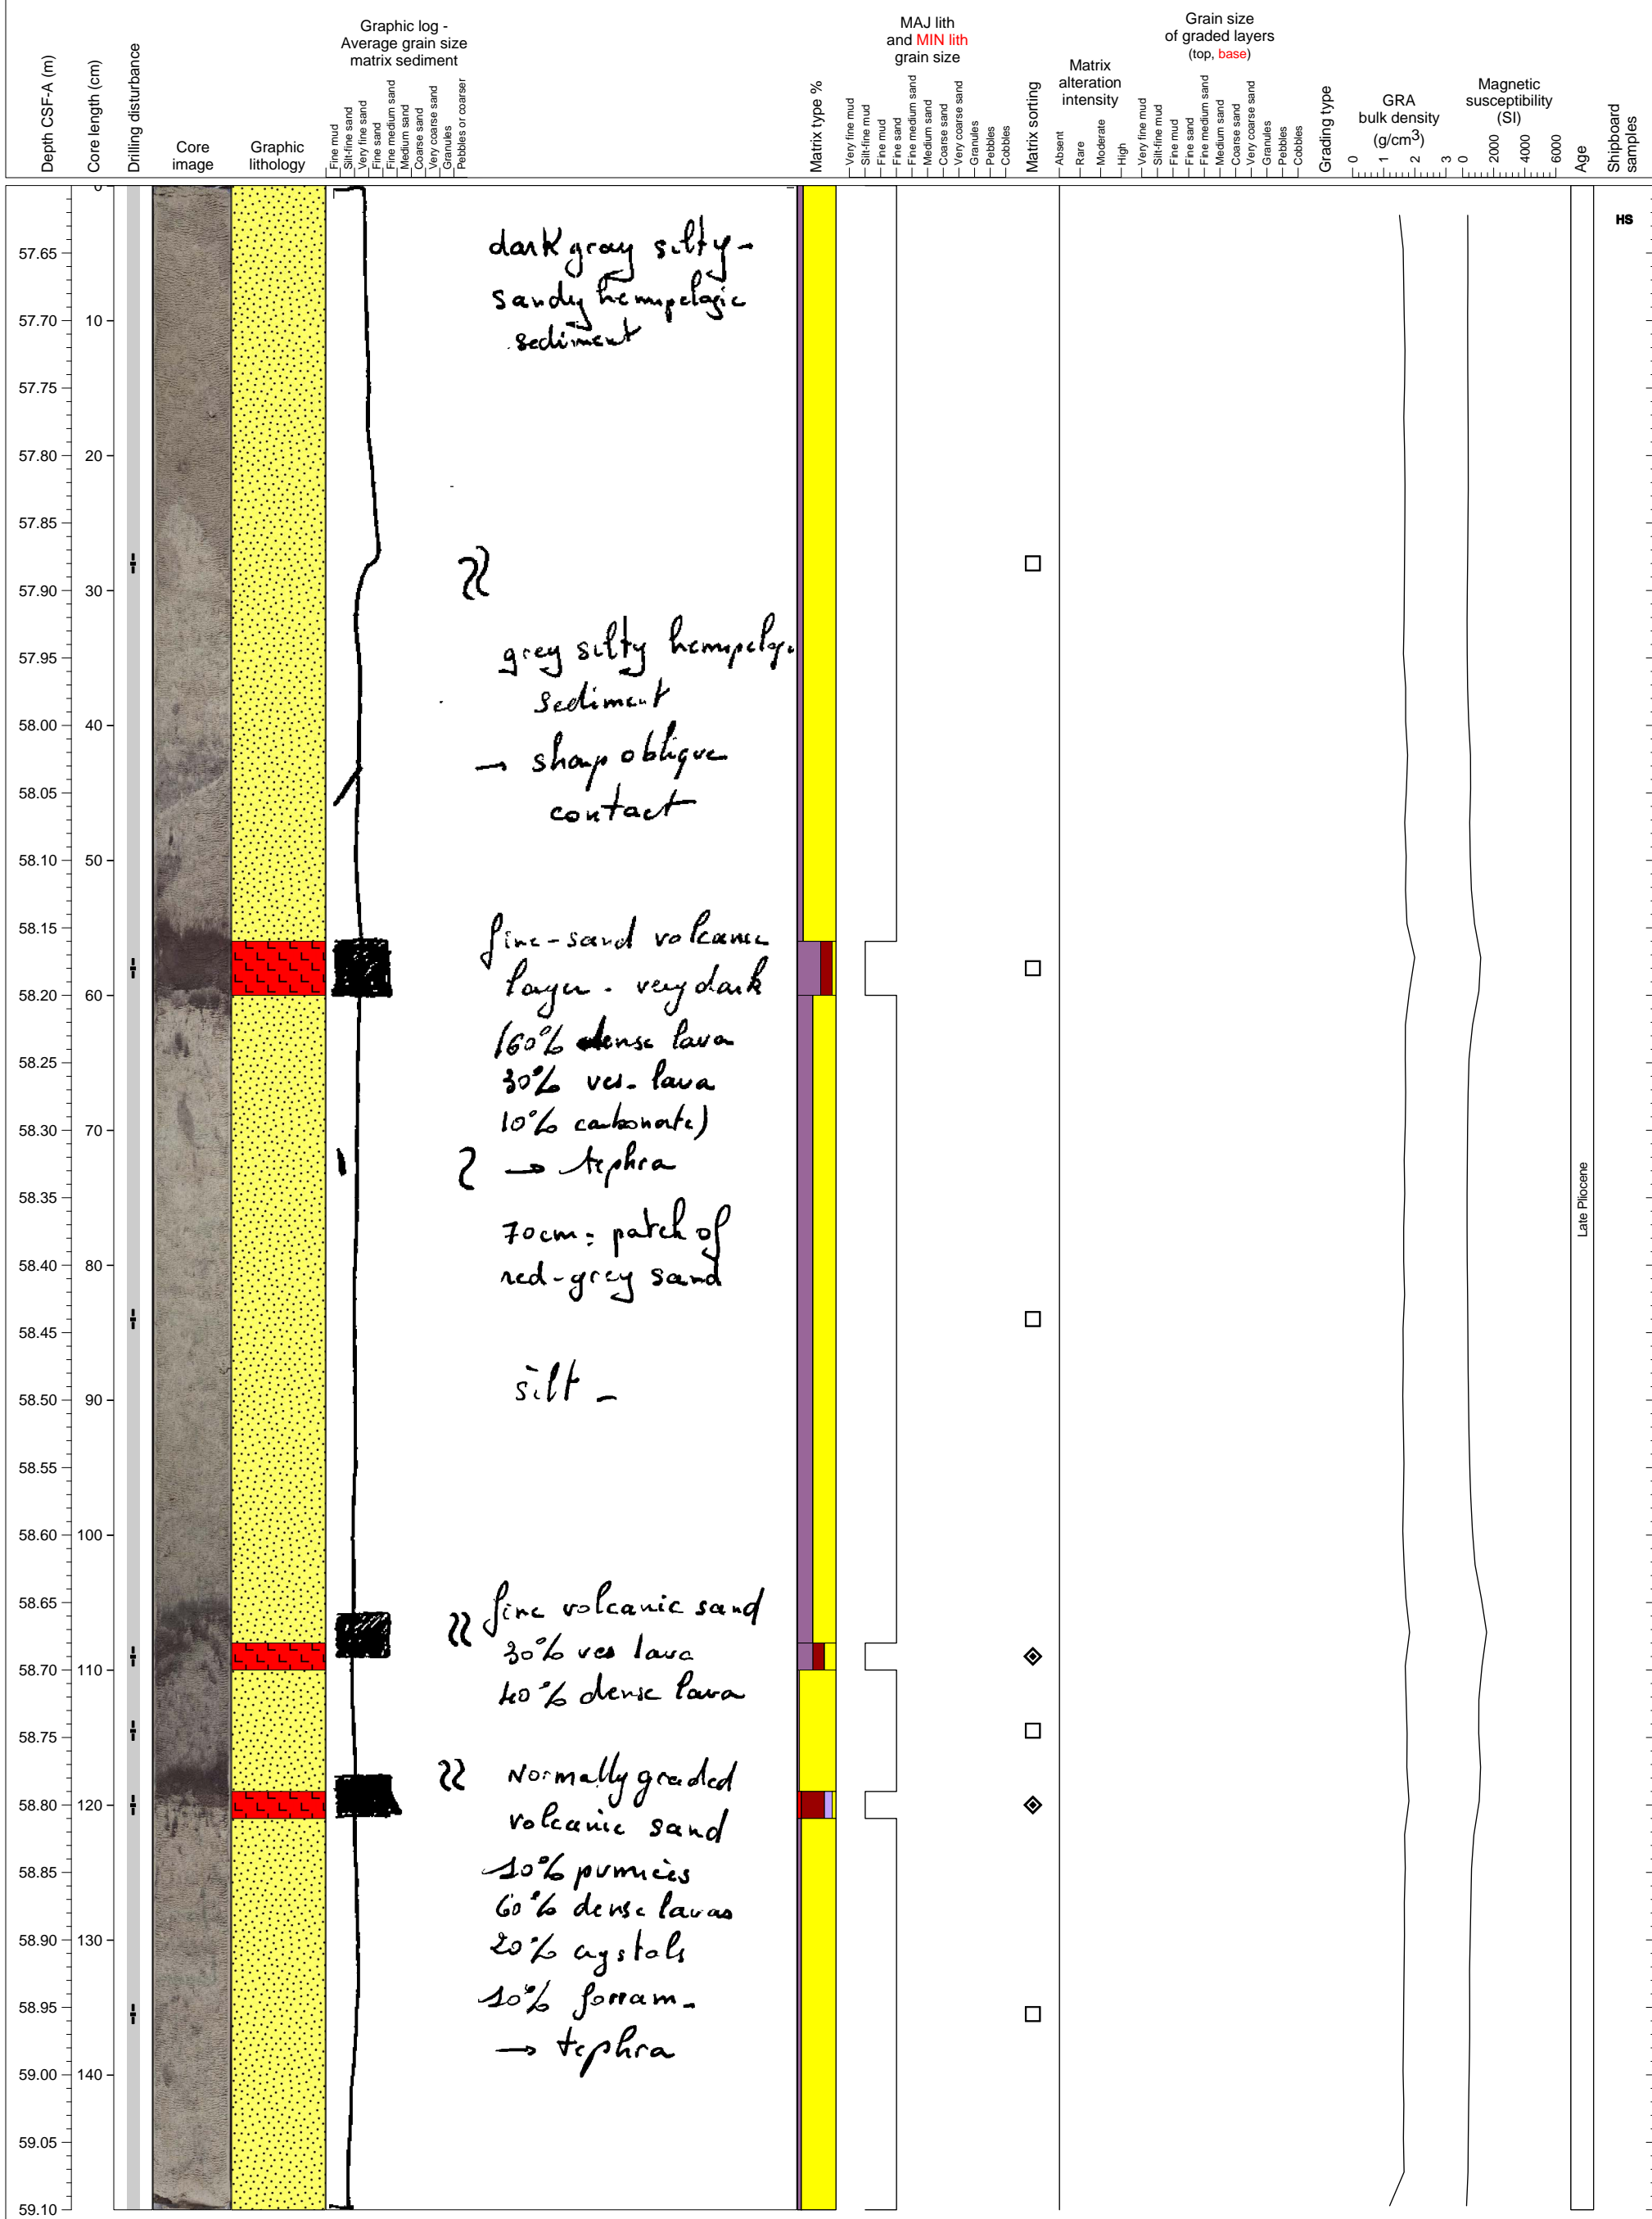 Depth CSF-A (m)
Core length (cm)
Drilling disturbance
Core
image
Graphic
lithology
Graphic log -
Average grain size
matrix sediment
Fine mud
Silt-fine sand
Very fine sand
Fine sand
Fine medium sand
Medium sand
Coarse sand
Very coarse sand
Granules
Pebbles or coarser
Matrix type %
MAJ lith
and MIN lith
grain size
Very fine mud
Silt-fine mud
Fine mud
Fine sand
Fine medium sand
Medium sand
Coarse sand
Very coarse sand
Granules
Pebbles
Cobbles
Matrix sorting
Matrix
alteration
intensity
Absent
Rare
Moderate
High
Grain size
of graded layers
(top, base)
Very fine mud
Silt-fine mud
Fine mud
Fine sand
Fine medium sand
Medium sand
Coarse sand
Very coarse sand
Granules
Pebbles
Cobbles
Grading type
GRA
bulk density
(g/cm3)
0 1 2 3
Magnetic
susceptibility
(SI)
0 2000 4000 6000
Age
Shipboard
samples
0
HS
57.65
57.70 10
57.75
57.80 20
57.85
57.90 30
57.95
58.00 40
58.05
58.10 50
58.15
58.20 60
58.25
58.30 70
58.35
58.40 80
58.45
58.50 90
58.55
58.60 100
58.65
58.70 110
58.75
58.80 120
58.85
58.90 130
58.95
59.00 140
59.05
59.10
dark gray silty-
sandy hemipelagic
sediment
grey silty hemipelagi
sediment
→ sharp oblique
contact
fine-sand volcanic
layer - very dark
(60% dense lava
30% ves. lava
10% carbonate)
→ tephra
70cm = patch of
red-grey sand
silt -
fine volcanic sand
30% ves lava
40% dense lava
Normally graded
volcanic sand
10% pumices
60% dense lavas
20% crystals
10% forram-
→ tephra
Late Pliocene